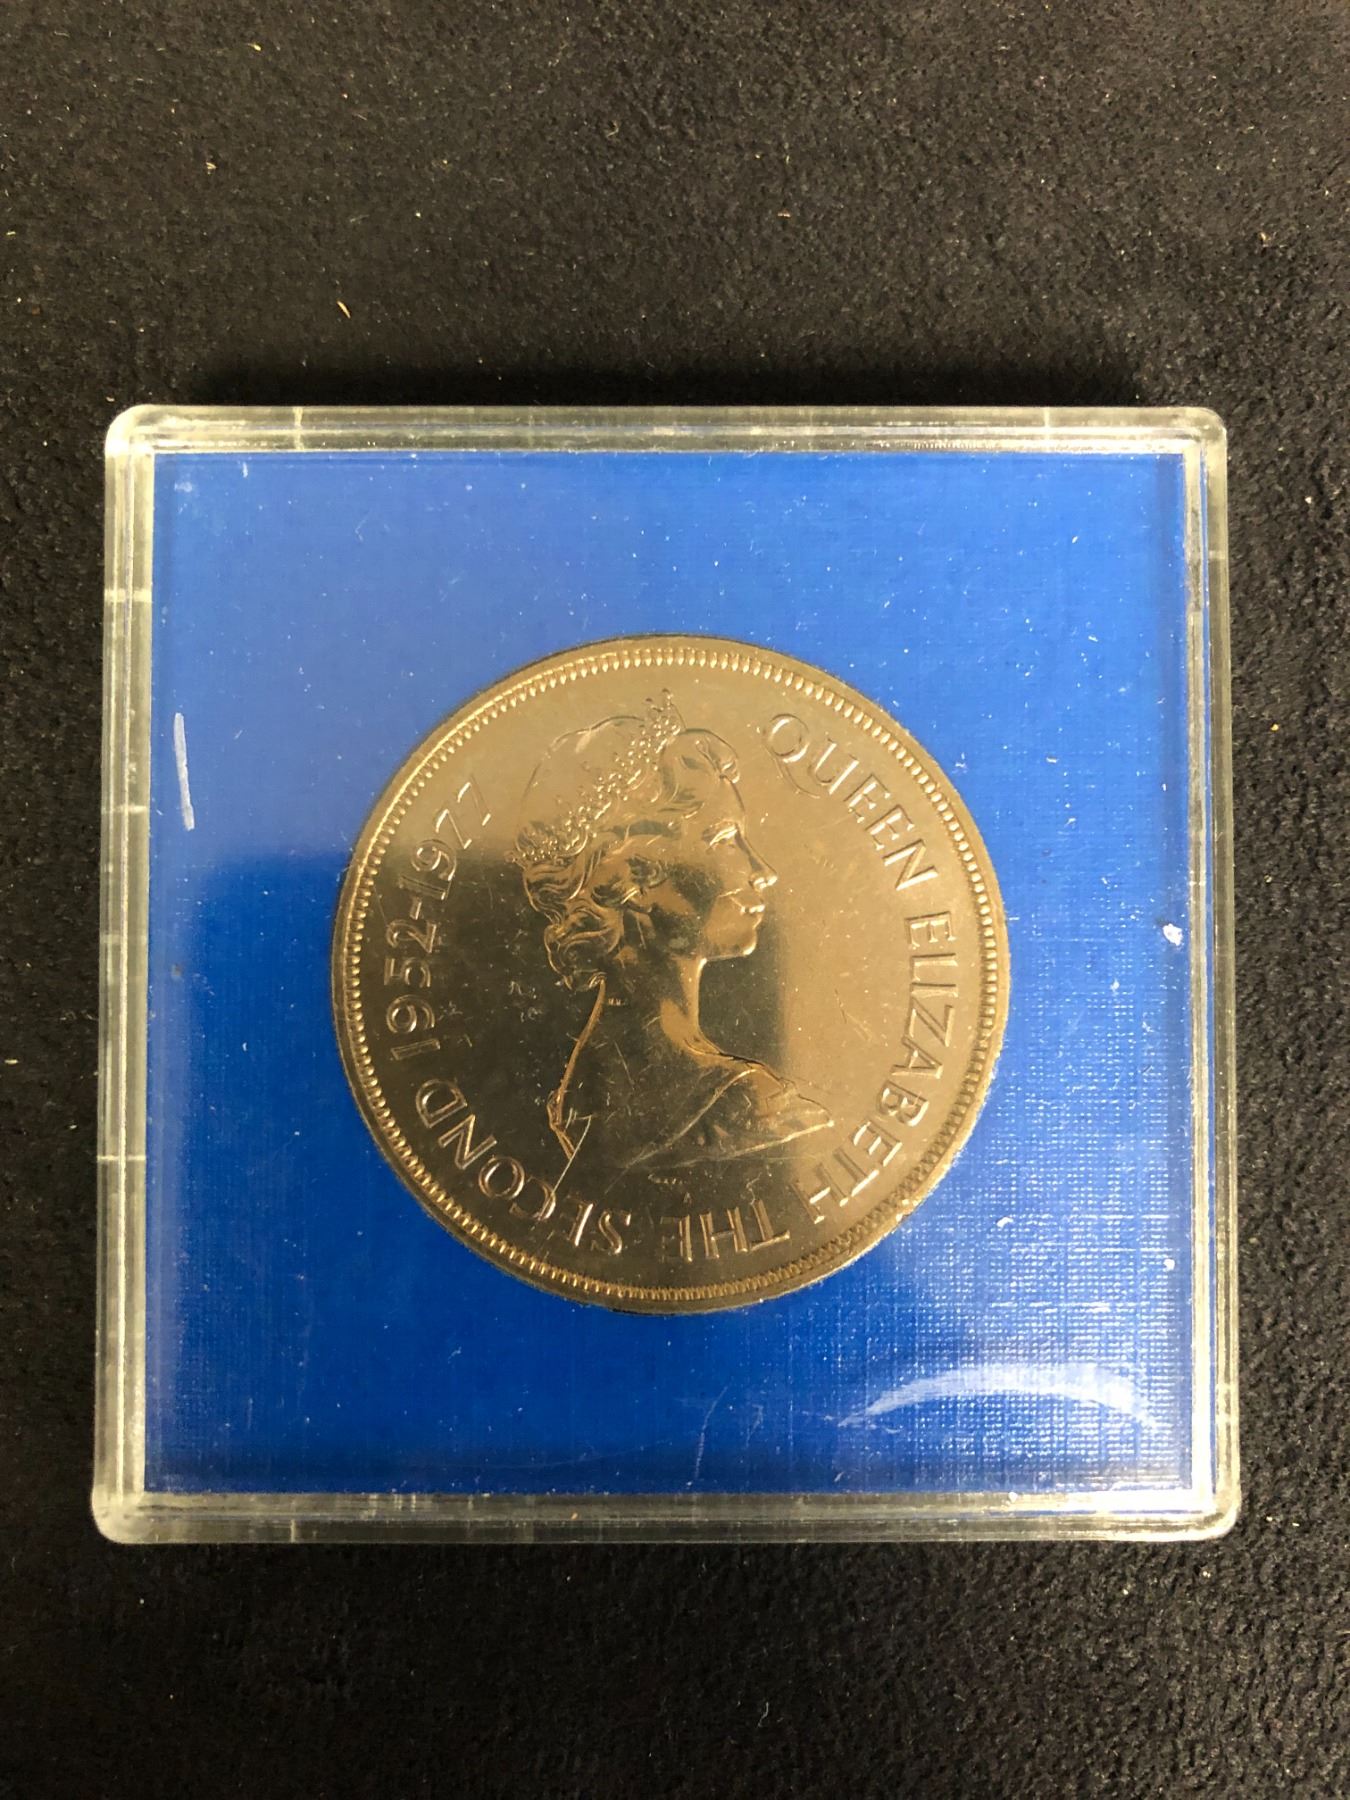 QUEEN ELIZABETH THE SECOND 1952-1977